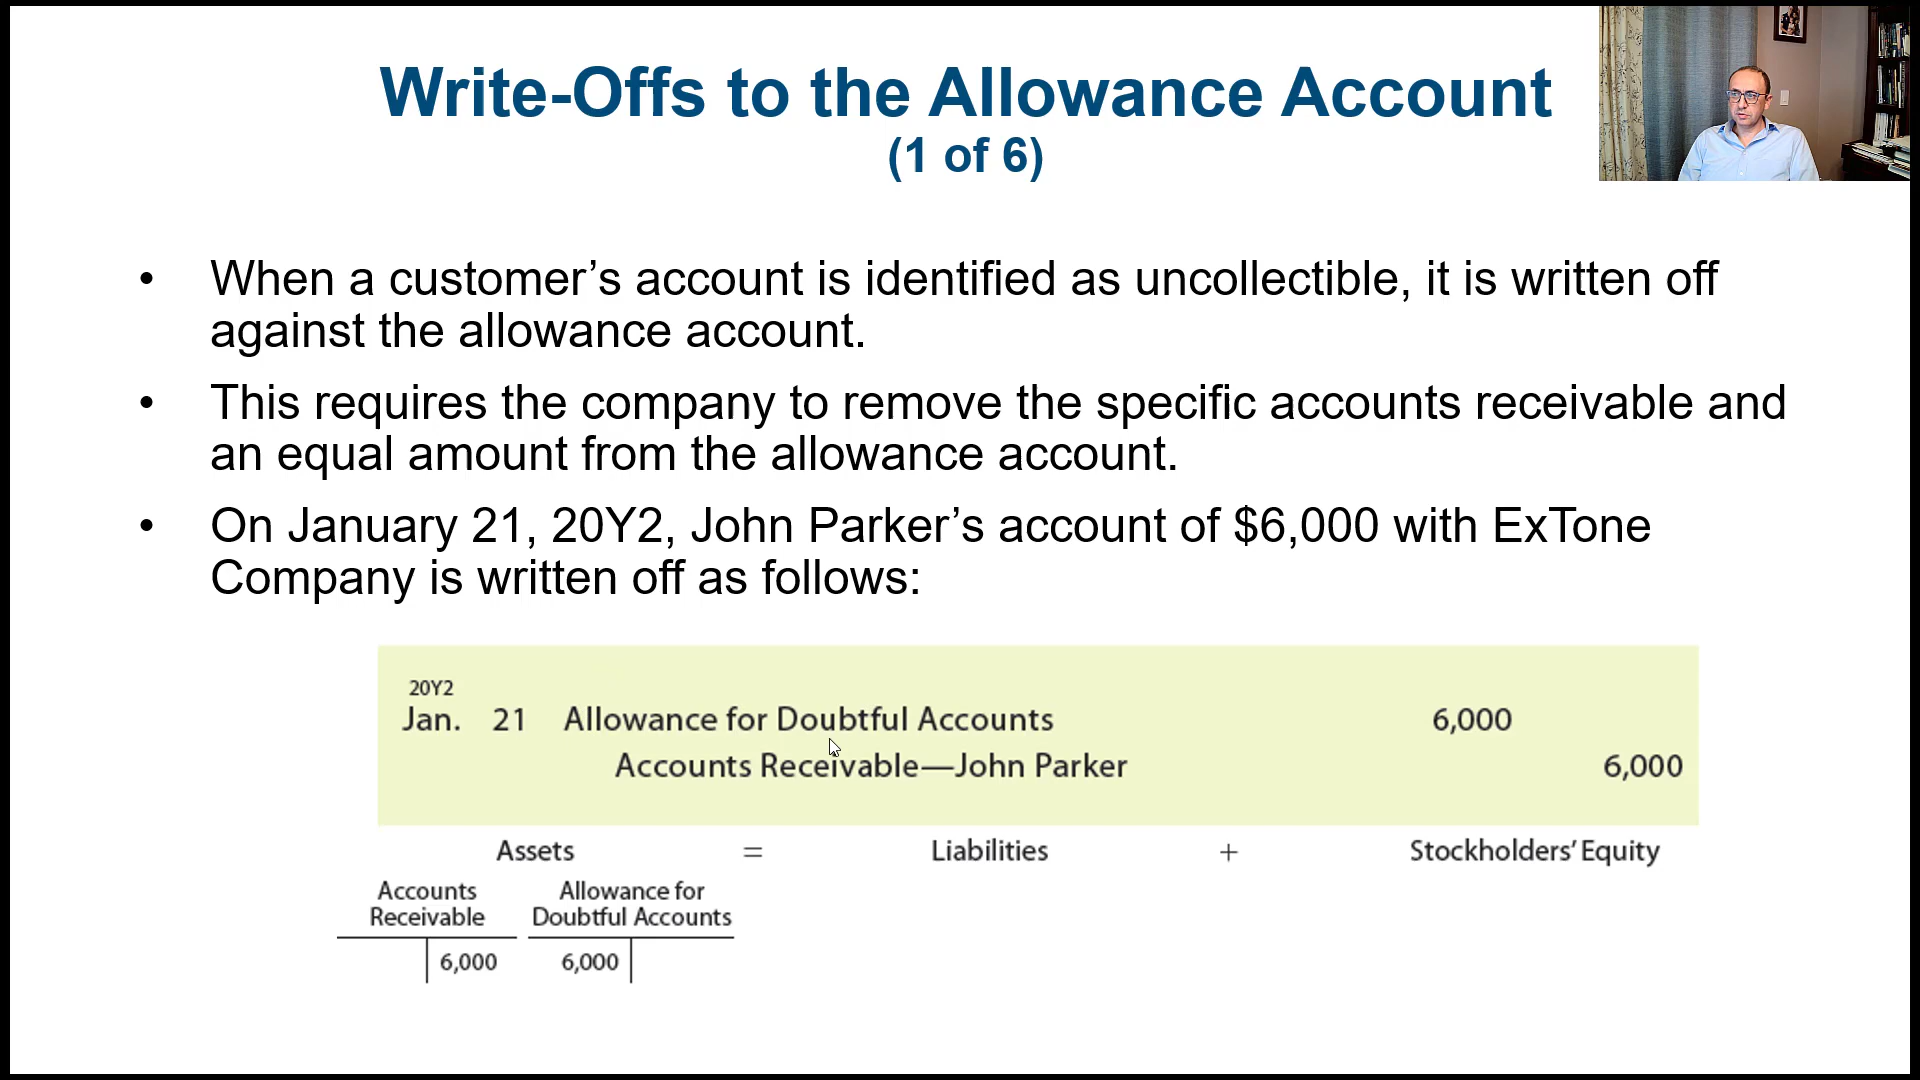 Write-Offs to the Allowance Account
(1 of 6)
• When a customer’s account is identified as uncollectible, it is written off
against the allowance account.
• This requires the company to remove the specific accounts receivable and
an equal amount from the allowance account.
• On January 21, 20Y2, John Parker’s account of $6,000 with ExTone
Company is written off as follows:
20Y2
Jan. 21 Allowance for Doubtful Accounts 6,000
Accounts Receivable—John Parker 6,000
Assets = Liabilities + Stockholders’ Equity
Accounts Receivable
Allowance for Doubtful Accounts
6,000 6,000